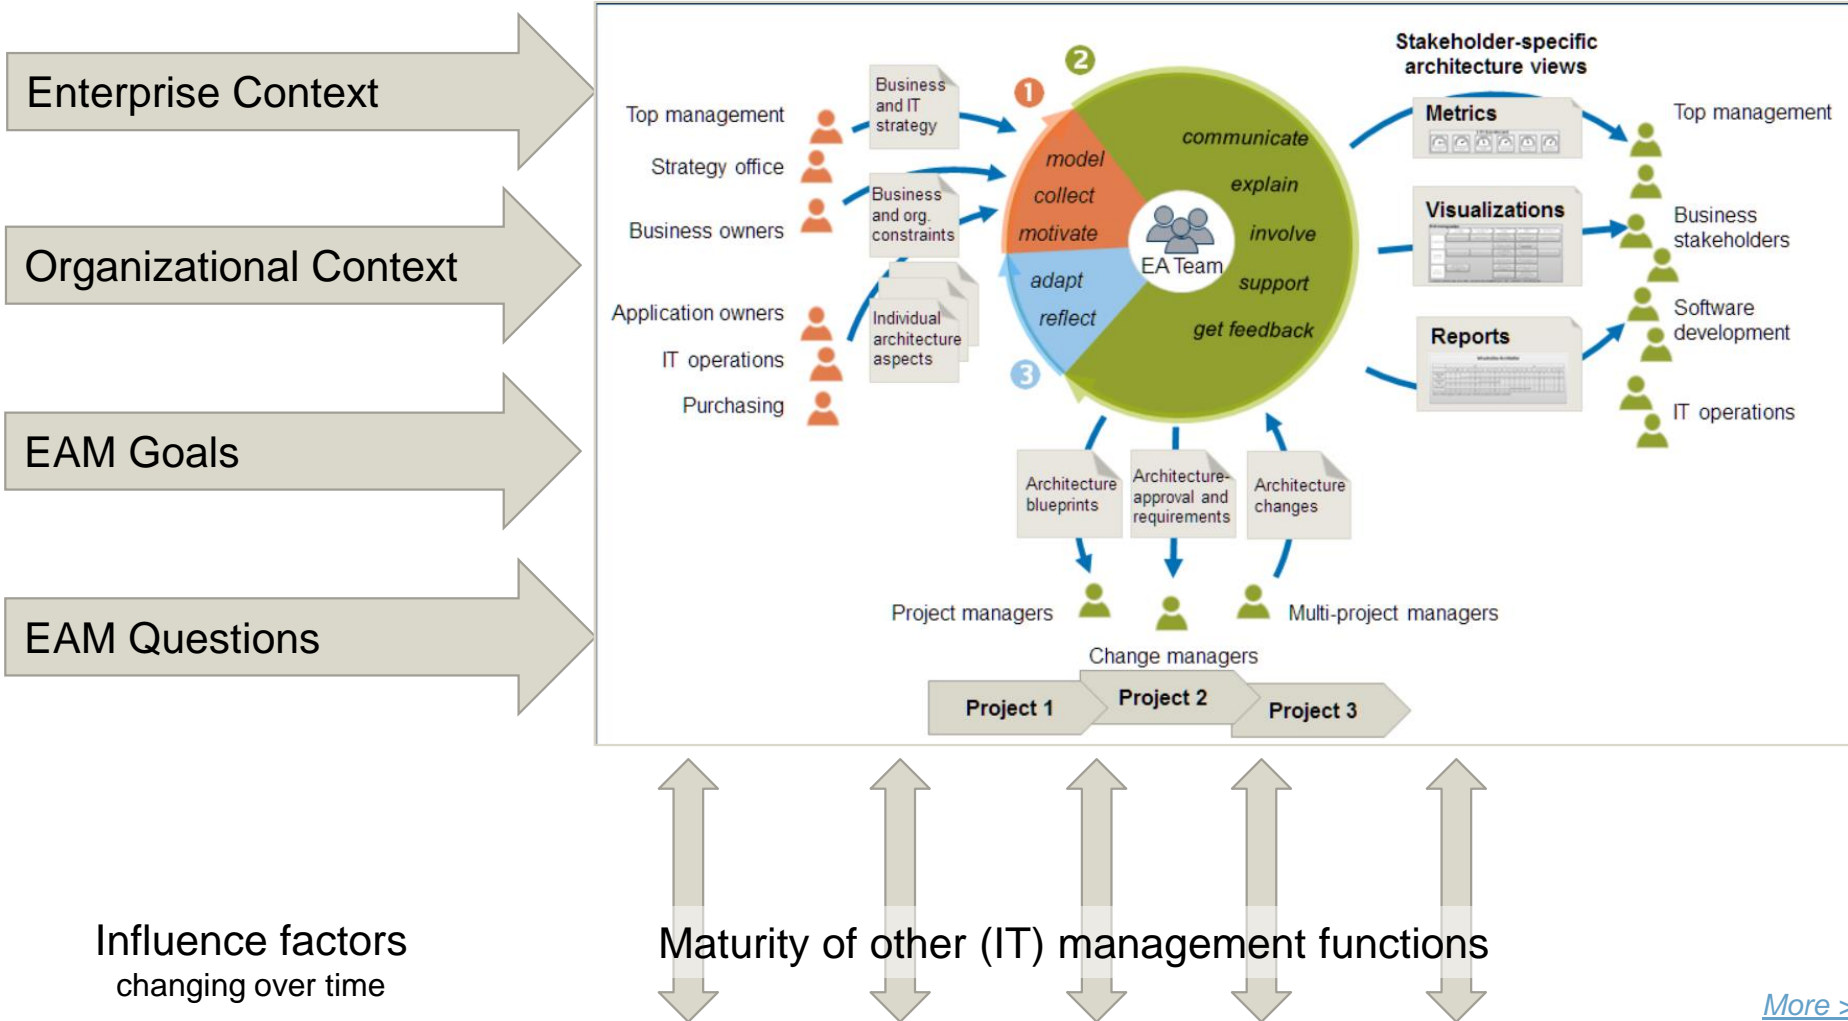 Enterprise Context
Organizational Context
EAM Goals
EAM Questions
Influence factors
changing over time
Top management
Strategy office
Business owners
Application owners
IT operations
Purchasing
Business
and IT
strategy
Business
and org.
constraints
Individual
architecture
aspects
1
2
3
model
collect
motivate
adapt
reflect
communicate
explain
involve
support
get feedback
EA Team
Stakeholder-specific
architecture views
Metrics
Visualizations
Reports
Top management
Business
stakeholders
Software
development
IT operations
Architecture
blueprints
Architecture-
approval and
requirements
Architecture
changes
Project managers
Change managers
Multi-project managers
Project 1
Project 2
Project 3
Maturity of other (IT) management functions
More >